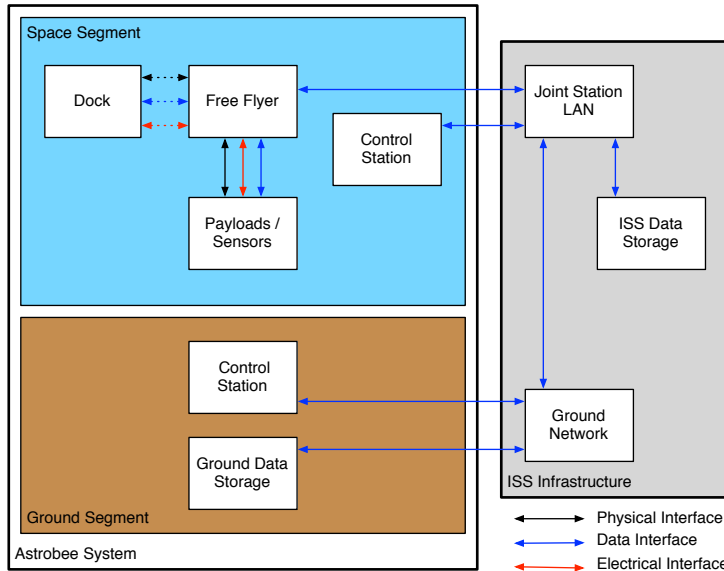 Space Segment
Dock
Free Flyer
Joint Station
LAN
Control
Station
Payloads /
Sensors
ISS Data
Storage
Control
Station
Ground
Network
Ground Data
Storage
ISS Infrastructure
Ground Segment
Physical Interface
Data Interface
Astrobee System
Electrical Interface